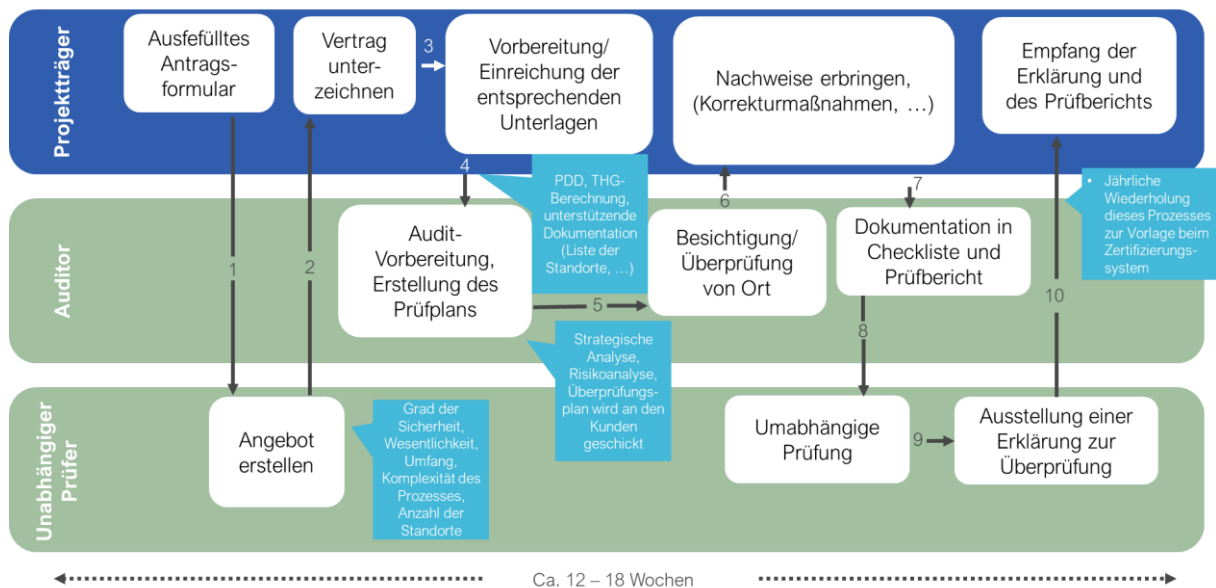 Projektträger
Ausfefülltes
Antrags-
formular
Vertrag
unter-
zeichnen
3
Vorbereitung/
Einreichung der
entsprechenden
Unterlagen
Nachweise erbringen,
(Korrekturmaßnahmen, …)
Empfang der
Erklärung und
des Prüfberichts
4
6
7
PDD, THG-
Berechnung,
unterstützende
Dokumentation
(Liste der
Standorte, …)
• Jährliche
Wiederholung
dieses Prozesses
zur Vorlage beim
Zertifizierungs-
system
Auditor
1
2
Audit-
Vorbereitung,
Erstellung des
Prüfplans
5
Besichtigung/
Überprüfung
von Ort
Dokumentation in
Checkliste und
Prüfbericht
8
10
Strategische
Analyse,
Risikoanalyse,
Überprüfungs-
plan wird an den
Kunden
geschickt
Unabhängiger
Prüfer
Angebot
erstellen
Grad der
Sicherheit,
Wesentlichkeit,
Umfang,
Komplexität des
Prozesses,
Anzahl der
Standorte
Umabhängige
Prüfung
9
Ausstellung einer
Erklärung zur
Überprüfung
Ca. 12 – 18 Wochen